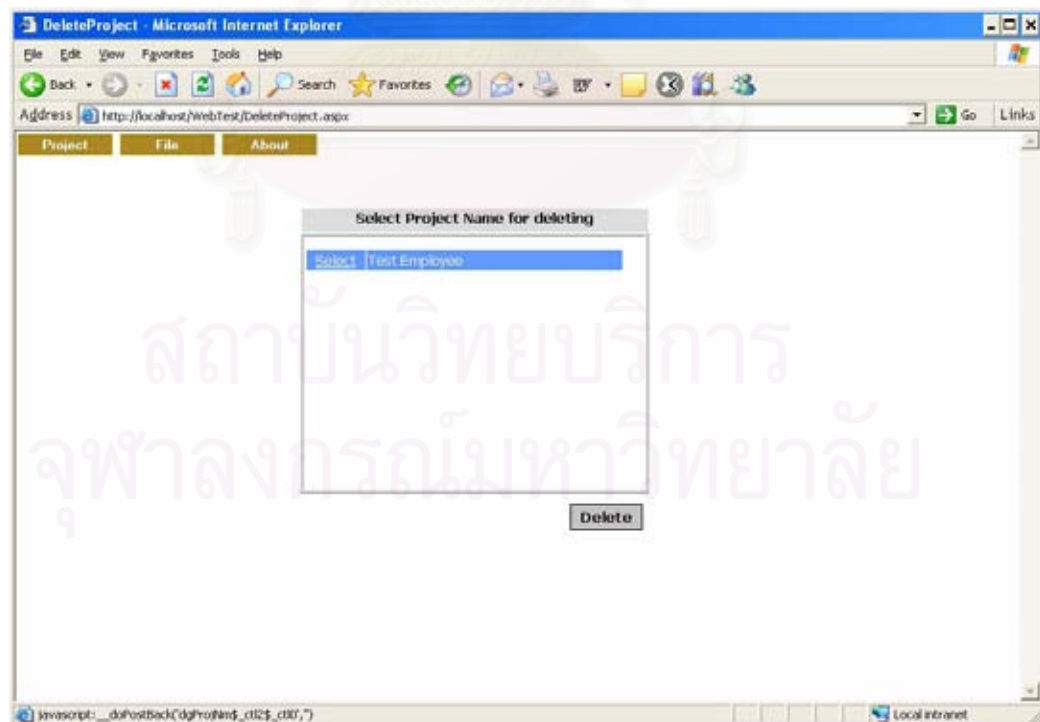 DeleteProject - Microsoft Internet Explorer
File Edit View Favorites Tools Help
Back Search Favorites
Address http://localhost/WebTest/DeleteProject.aspx Go Links
Project File About
Select Project Name for deleting
Select Test Employee
สถาบันวิทยบริการ
จุฬาลงกรณ์มหาวิทยาลัย
Delete
javascript:__doPostBack('dgProjNm$_ctl2$_ctl0','') Local intranet